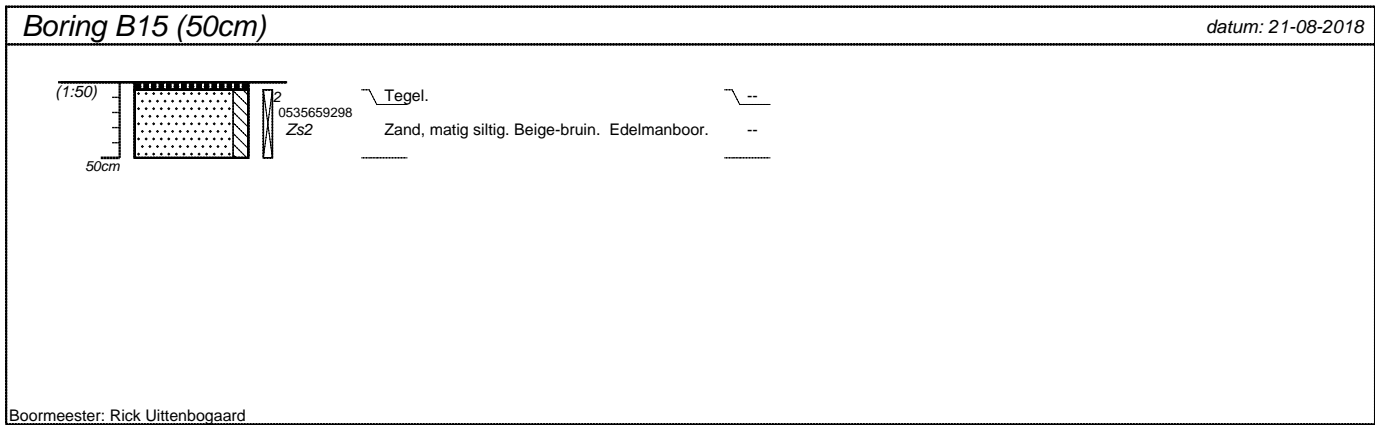 Boring B15 (50cm) datum: 21-08-2018
(1:50) 2 Tegel. --
0535659298
Zs2 Zand, matig siltig. Beige-bruin. Edelmanboor. --
50cm
Boormeester: Rick Uittenbogaard